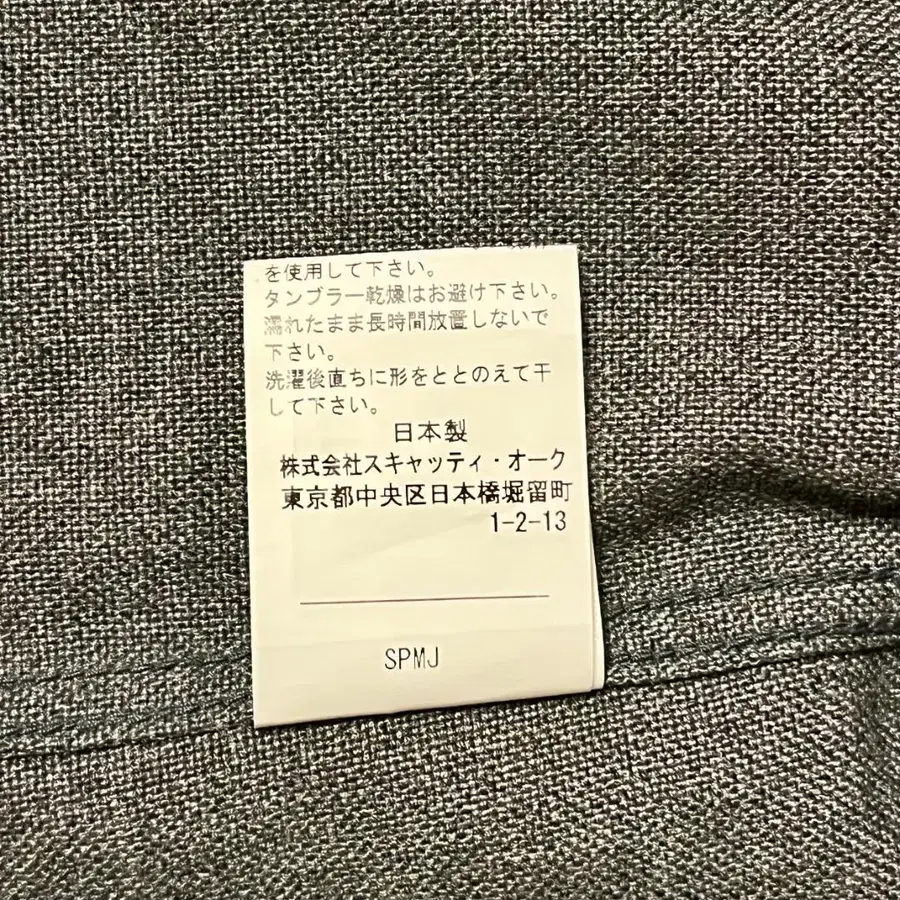 を使用して下さい。
タンブラー乾燥はお避け下さい。
濡れたまま長時間放置しないで
下さい。
洗濯後直ちに形をととのえて干
して下さい。
日本製
株式会社スキャッティ・オーク
東京都中央区日本橋堀留町
1-2-13
SPMJ